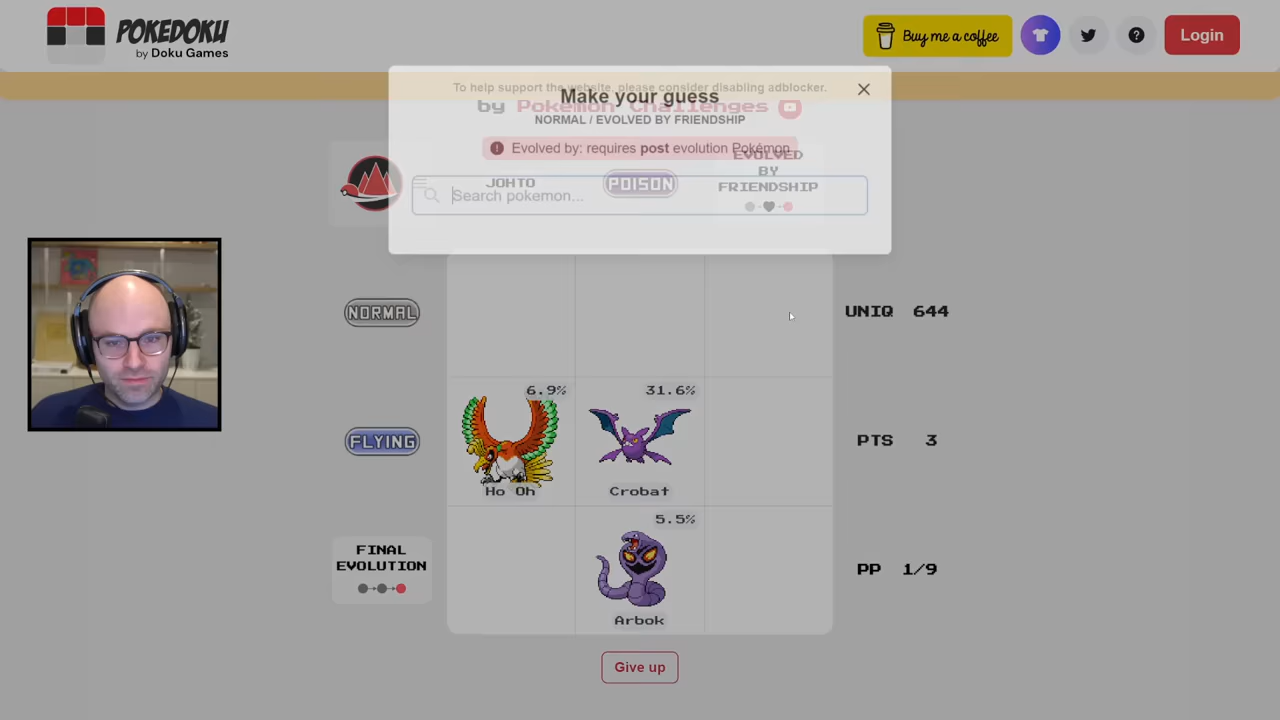 POKEDOKU
by Doku Games
Buy me a coffee
Login
To help support the website, please consider disabling adblocker.
by Pokémon Challenges
Make your guess
NORMAL / EVOLVED BY FRIENDSHIP
Evolved by: requires post evolution Pokémon
Search pokemon...
JOHTO
POISON
EVOLVED
BY
FRIENDSHIP
NORMAL
UNIQ 644
6.9%
31.6%
FLYING
PTS 3
Ho Oh
Crobat
5.5%
FINAL
EVOLUTION
PP 1/9
Arbok
Give up